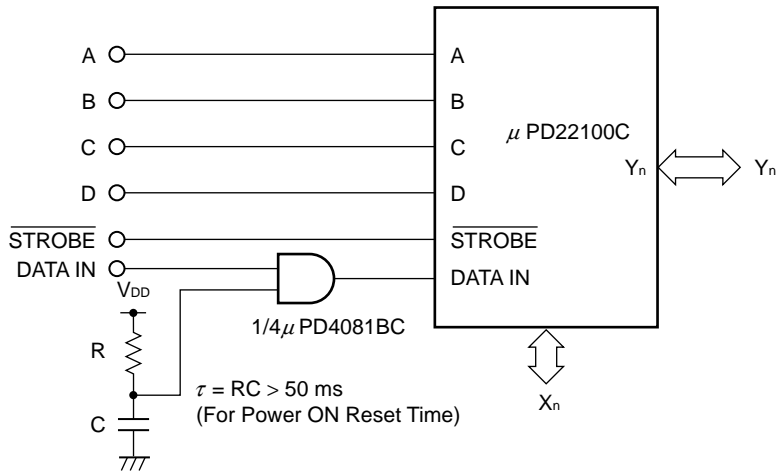 A A
B B
μ PD22100C
C C
Yn Yn
D D
STROBE STROBE
DATA IN DATA IN
VDD
1/4μ PD4081BC
R
τ = RC > 50 ms
(For Power ON Reset Time)
C
Xn